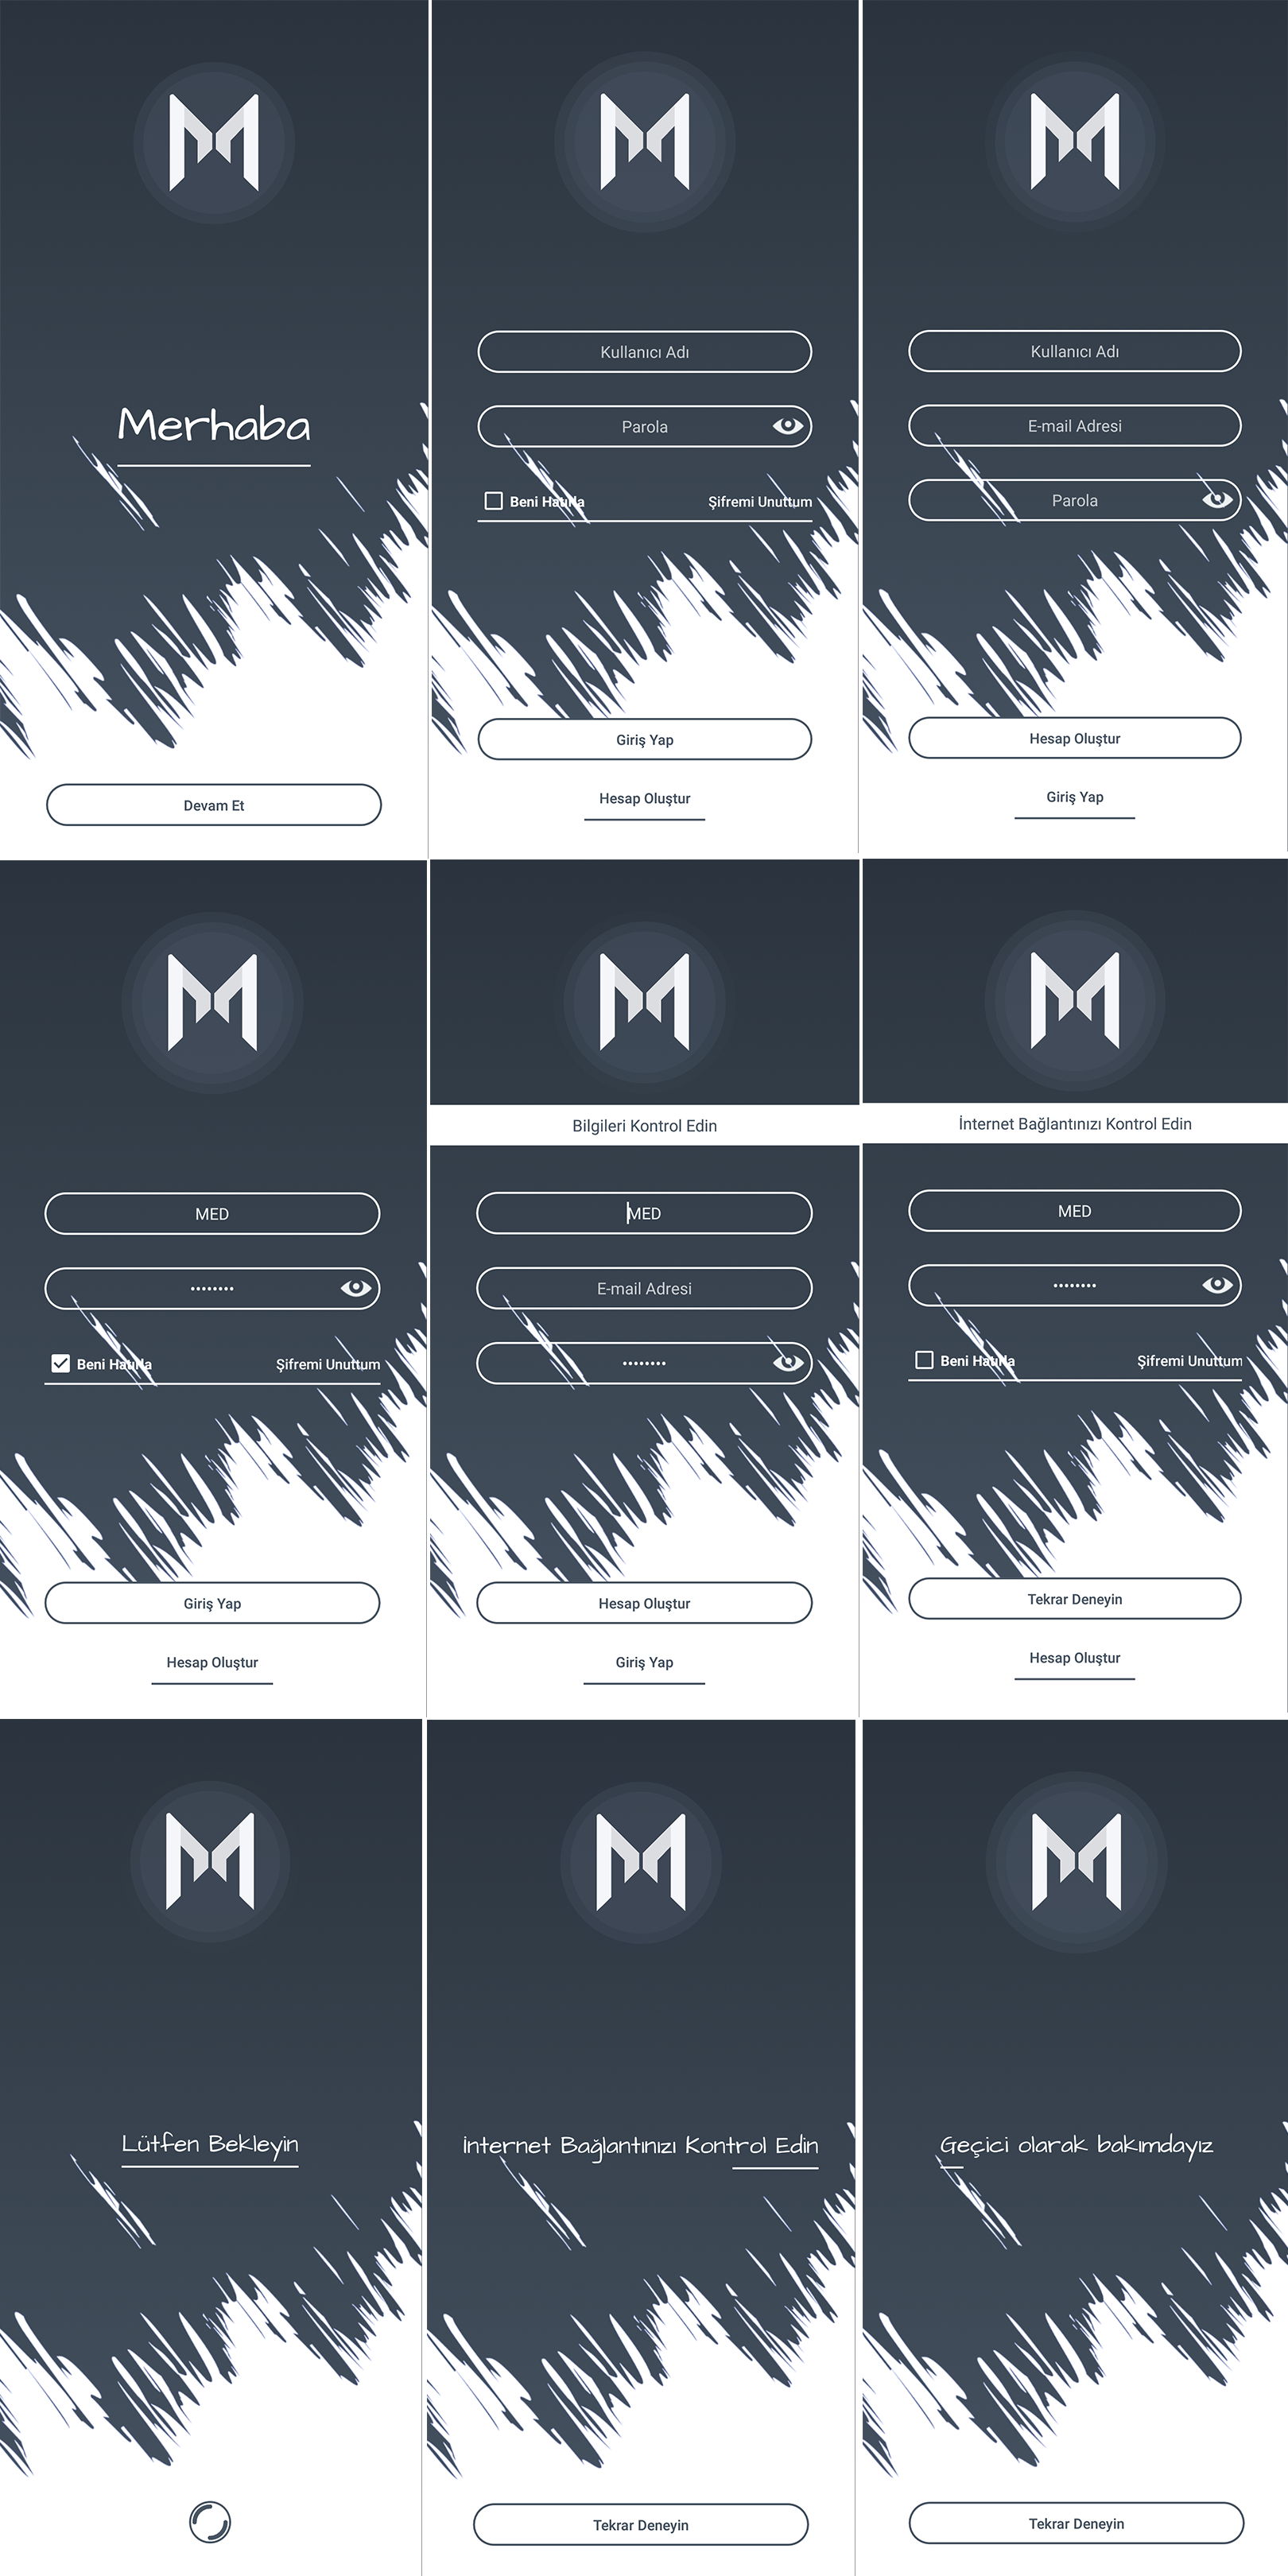 Merhaba
Devam Et
Kullanıcı Adı
Parola
Beni Hatırla
Şifremi Unuttum
Giriş Yap
Hesap Oluştur
Kullanıcı Adı
E-mail Adresi
Parola
Hesap Oluştur
Giriş Yap
MED
Beni Hatırla
Şifremi Unuttum
Giriş Yap
Hesap Oluştur
Bilgileri Kontrol Edin
MED
E-mail Adresi
Hesap Oluştur
Giriş Yap
İnternet Bağlantınızı Kontrol Edin
MED
Beni Hatırla
Şifremi Unuttum
Tekrar Deneyin
Hesap Oluştur
Lütfen Bekleyin
İnternet Bağlantınızı Kontrol Edin
Tekrar Deneyin
Geçici olarak bakımdayız
Tekrar Deneyin